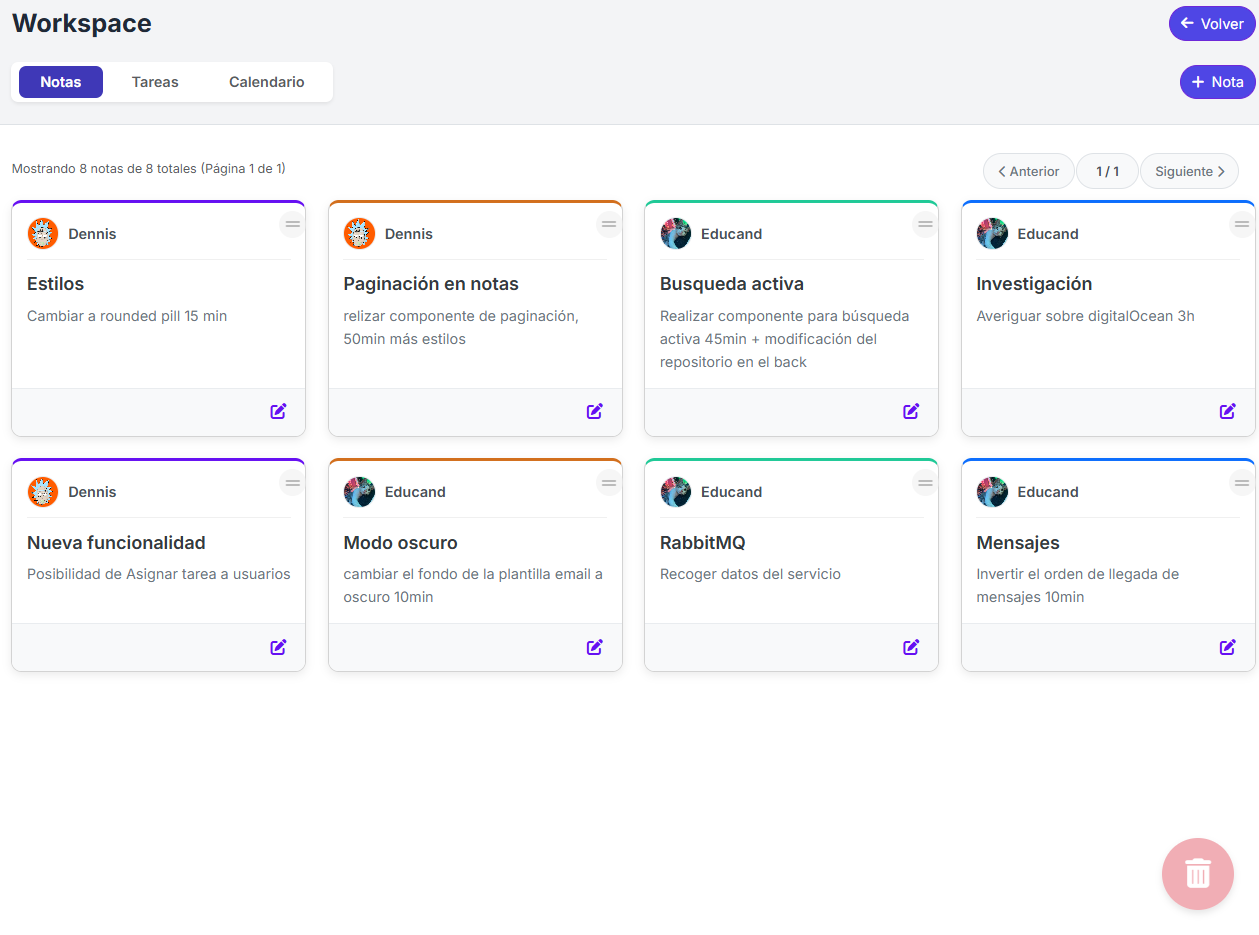 Workspace
Volver
Notas
Tareas
Calendario
Nota
Mostrando 8 notas de 8 totales (Página 1 de 1)
Anterior
1 / 1
Siguiente
Dennis
Estilos
Cambiar a rounded pill 15 min
Dennis
Paginación en notas
relizar componente de paginación,
50min más estilos
Educand
Busqueda activa
Realizar componente para búsqueda
activa 45min + modificación del
repositorio en el back
Educand
Investigación
Averiguar sobre digitalOcean 3h
Dennis
Nueva funcionalidad
Posibilidad de Asignar tarea a usuarios
Educand
Modo oscuro
cambiar el fondo de la plantilla email a
oscuro 10min
Educand
RabbitMQ
Recoger datos del servicio
Educand
Mensajes
Invertir el orden de llegada de
mensajes 10min